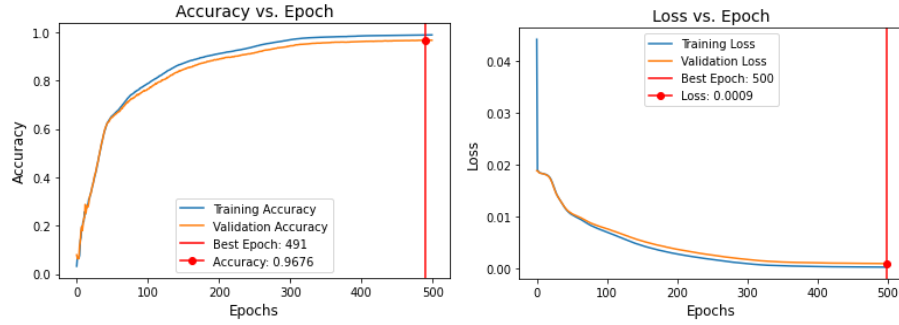 Accuracy vs. Epoch
1.0
0.8
0.6
0.4
0.2
0.0
Accuracy
Training Accuracy
Validation Accuracy
Best Epoch: 491
Accuracy: 0.9676
0 100 200 300 400 500
Epochs
Loss vs. Epoch
0.04
0.03
0.02
0.01
0.00
Loss
Training Loss
Validation Loss
Best Epoch: 500
Loss: 0.0009
0 100 200 300 400 500
Epochs